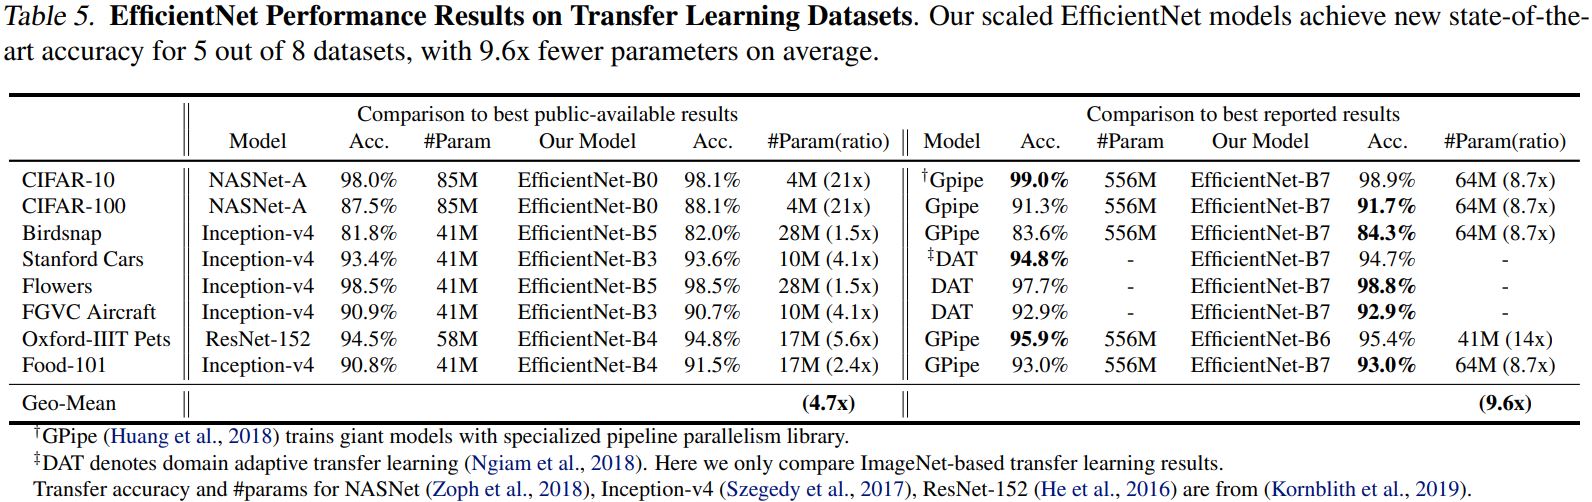 Table 5. EfficientNet Performance Results on Transfer Learning Datasets. Our scaled EfficientNet models achieve new state-of-the-
art accuracy for 5 out of 8 datasets, with 9.6x fewer parameters on average.
Comparison to best public-available results Comparison to best reported results
Model Acc. #Param Our Model Acc. #Param(ratio) Model Acc. #Param Our Model Acc. #Param(ratio)
CIFAR-10 NASNet-A 98.0% 85M EfficientNet-B0 98.1% 4M (21x) †Gpipe 99.0% 556M EfficientNet-B7 98.9% 64M (8.7x)
CIFAR-100 NASNet-A 87.5% 85M EfficientNet-B0 88.1% 4M (21x) Gpipe 91.3% 556M EfficientNet-B7 91.7% 64M (8.7x)
Birdsnap Inception-v4 81.8% 41M EfficientNet-B5 82.0% 28M (1.5x) GPipe 83.6% 556M EfficientNet-B7 84.3% 64M (8.7x)
Stanford Cars Inception-v4 93.4% 41M EfficientNet-B3 93.6% 10M (4.1x) ‡DAT 94.8% - EfficientNet-B7 94.7% -
Flowers Inception-v4 98.5% 41M EfficientNet-B5 98.5% 28M (1.5x) DAT 97.7% - EfficientNet-B7 98.8% -
FGVC Aircraft Inception-v4 90.9% 41M EfficientNet-B3 90.7% 10M (4.1x) DAT 92.9% - EfficientNet-B7 92.9% -
Oxford-IIIT Pets ResNet-152 94.5% 58M EfficientNet-B4 94.8% 17M (5.6x) GPipe 95.9% 556M EfficientNet-B6 95.4% 41M (14x)
Food-101 Inception-v4 90.8% 41M EfficientNet-B4 91.5% 17M (2.4x) GPipe 93.0% 556M EfficientNet-B7 93.0% 64M (8.7x)
Geo-Mean (4.7x) (9.6x)
†GPipe (Huang et al., 2018) trains giant models with specialized pipeline parallelism library.
‡DAT denotes domain adaptive transfer learning (Ngiam et al., 2018). Here we only compare ImageNet-based transfer learning results.
Transfer accuracy and #params for NASNet (Zoph et al., 2018), Inception-v4 (Szegedy et al., 2017), ResNet-152 (He et al., 2016) are from (Kornblith et al., 2019).